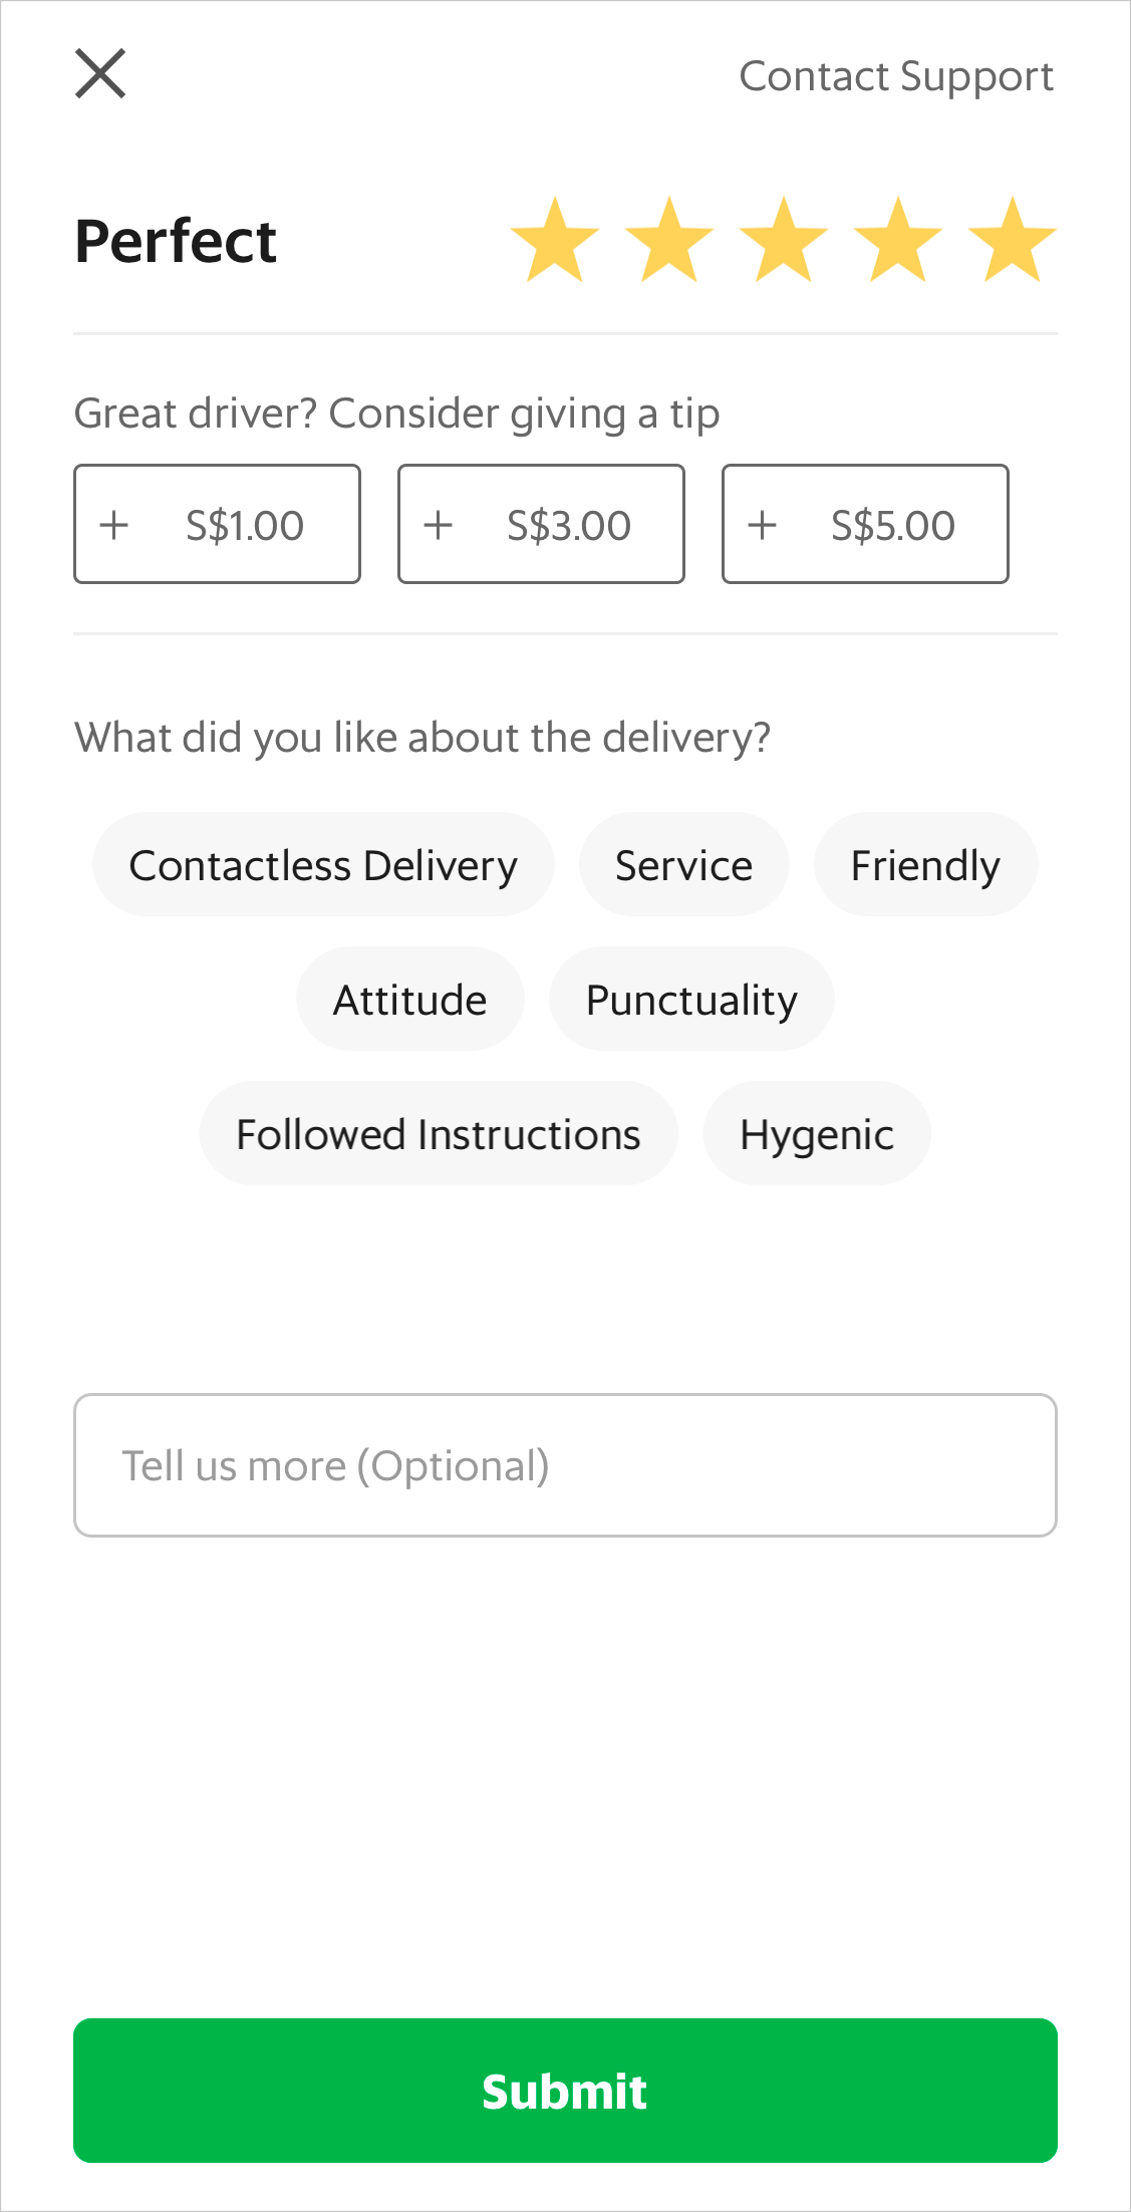 Contact Support
Perfect
Great driver? Consider giving a tip
+ S$1.00 + S$3.00 + S$5.00
What did you like about the delivery?
Contactless Delivery Service Friendly
Attitude Punctuality
Followed Instructions Hygenic
Tell us more (Optional)
Submit